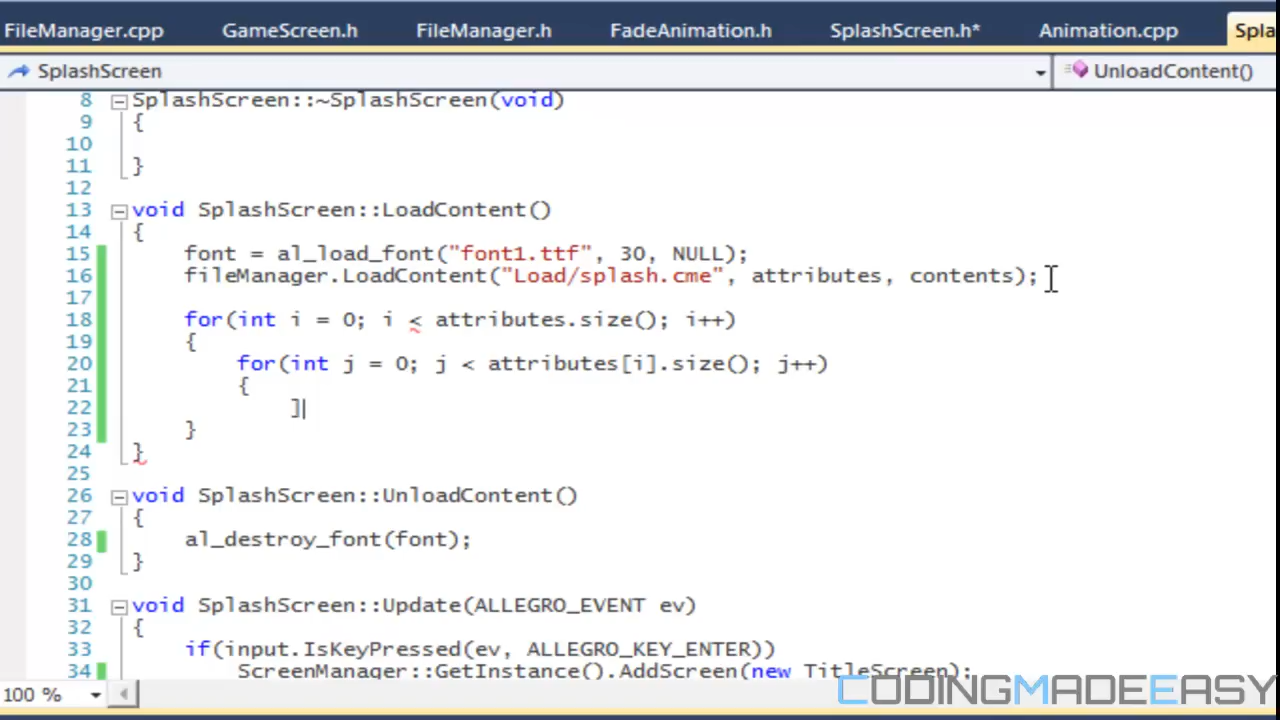 FileManager.cpp GameScreen.h FileManager.h FadeAnimation.h SplashScreen.h* Animation.cpp Spla
SplashScreen UnloadContent()
8 SplashScreen::~SplashScreen(void)
9 {
10
11 }
12
13 void SplashScreen::LoadContent()
14 {
15 font = al_load_font("font1.ttf", 30, NULL);
16 fileManager.LoadContent("Load/splash.cme", attributes, contents);
17
18 for(int i = 0; i < attributes.size(); i++)
19 {
20 for(int j = 0; j < attributes[i].size(); j++)
21 {
22 ]
23 }
24 }
25
26 void SplashScreen::UnloadContent()
27 {
28 al_destroy_font(font);
29 }
30
31 void SplashScreen::Update(ALLEGRO_EVENT ev)
32 {
33 if(input.IsKeyPressed(ev, ALLEGRO_KEY_ENTER))
34 ScreenManager::GetInstance().AddScreen(new TitleScreen);
100 %
CODINGMADEEASY